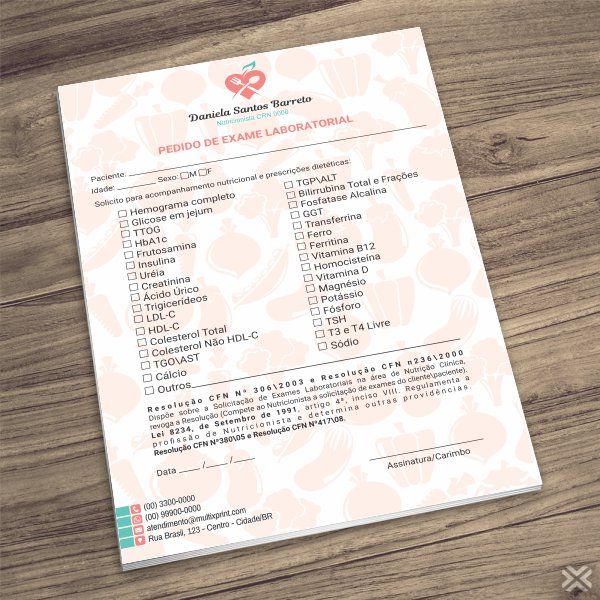 Daniela Santos Barreto
Nutricionista CRN 0000
PEDIDO DE EXAME LABORATORIAL
Paciente:
Idade: Sexo: ☐M ☐F
Solicito para acompanhamento nutricional e prescrições dietéticas:
☐ Hemograma completo
☐ Glicose em jejum
☐ TTOG
☐ HbA1c
☐ Frutosamina
☐ Insulina
☐ Uréia
☐ Creatinina
☐ Ácido Úrico
☐ Trigicerídeos
☐ LDL-C
☐ HDL-C
☐ Colesterol Total
☐ Colesterol Não HDL-C
☐ TGO\AST
☐ Cálcio
☐ Outros
☐ TGP\ALT
☐ Bilirrubina Total e Frações
☐ Fosfatase Alcalina
☐ GGT
☐ Transferrina
☐ Ferro
☐ Ferritina
☐ Vitamina B12
☐ Homocisteína
☐ Vitamina D
☐ Magnésio
☐ Potássio
☐ Fósforo
☐ TSH
☐ T3 e T4 Livre
☐ Sódio
Resolução CFN Nº 306\2003 e Resolução CFN n236\2000
Dispõe sobre a Solicitação de Exames Laboratoriais na área de Nutrição Clínica,
revoga a Resolução (Compete ao Nutricionista a solicitação de exames do cliente\paciente).
Lei 8234, de Setembro de 1991, artigo 4º, inciso VIII. Regulamenta a
profissão de Nutricionista e determina outras providências
Resolução CFN Nº380\05 e Resolução CFN Nº417\08.
Data ____ /____/____
Assinatura/Carimbo
(00) 3300-0000
(00) 99900-0000
atendimento@multixprint.com
Rua Brasil, 123 - Centro - Cidade/BR